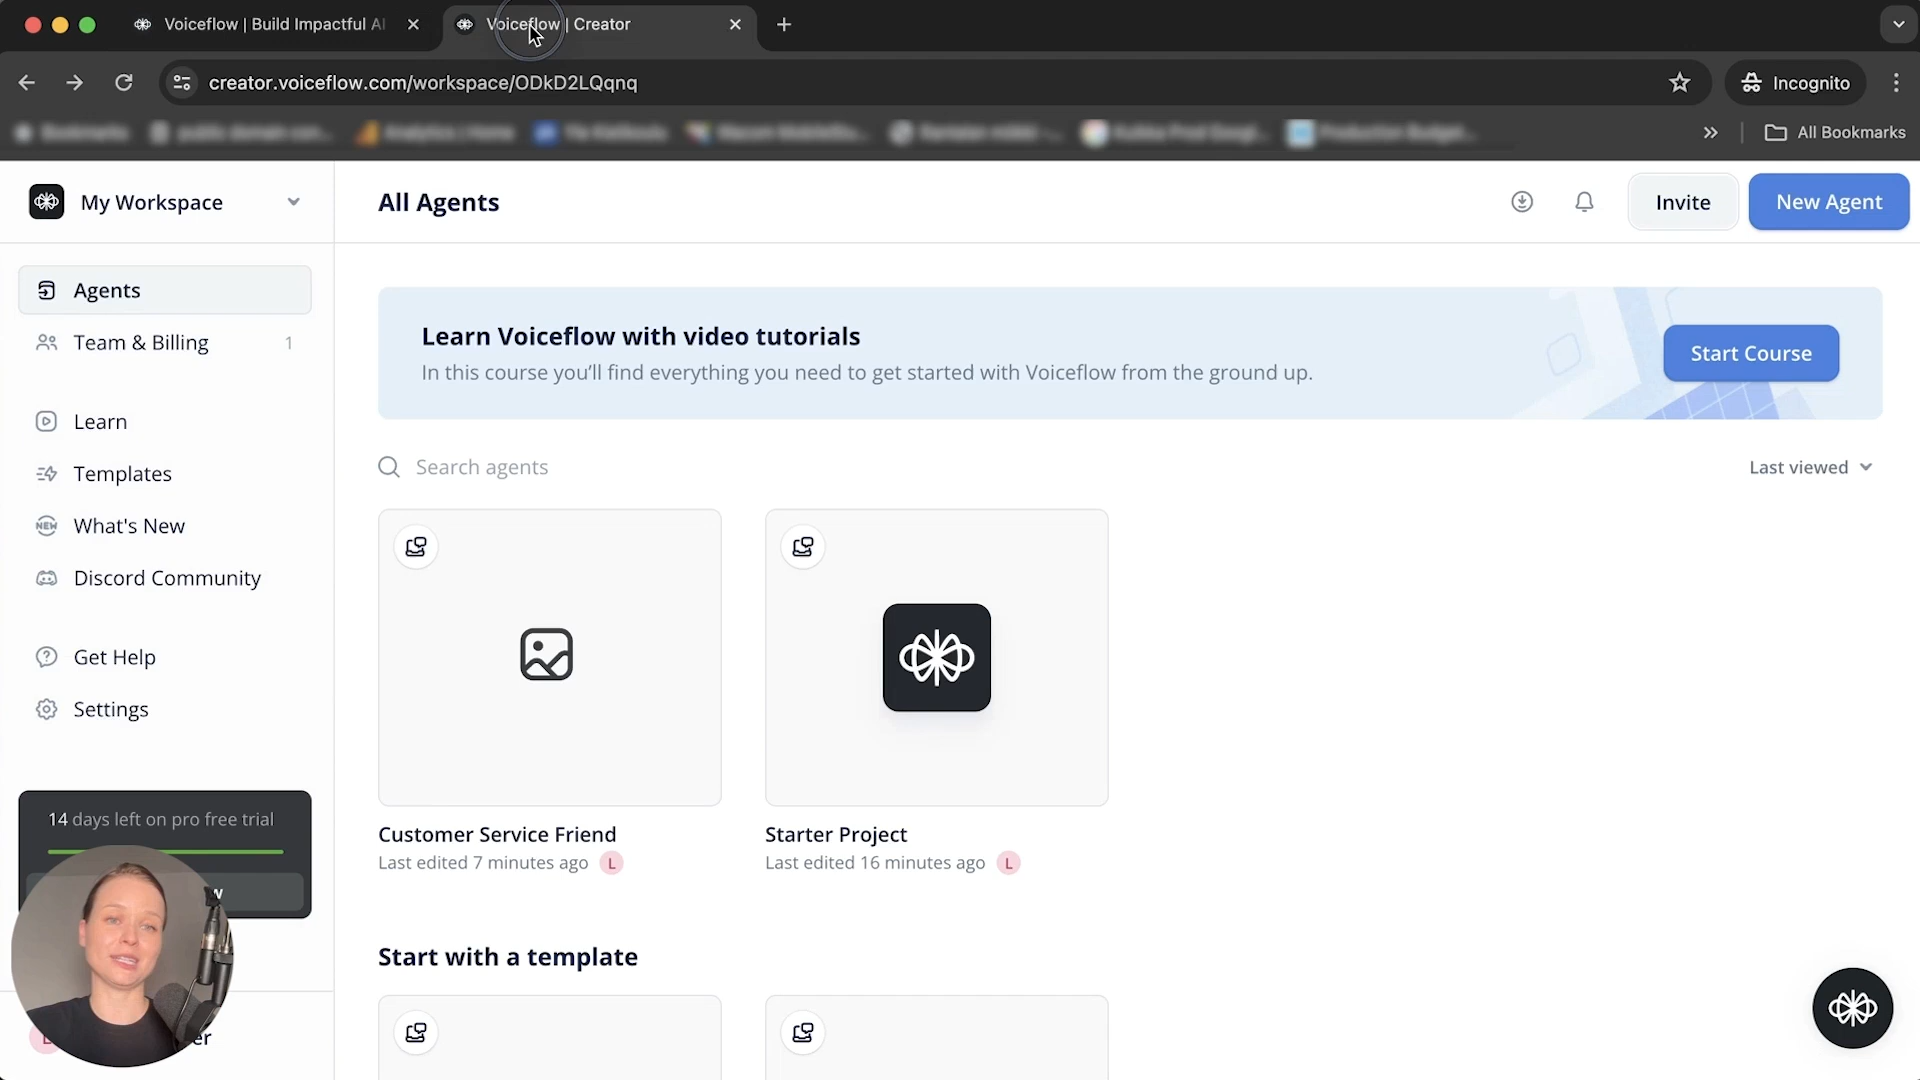 Voiceflow | Build Impactful AI
Voiceflow | Creator
creator.voiceflow.com/workspace/ODkD2LQqnq
Incognito
All Bookmarks
My Workspace
All Agents
Invite
New Agent
Agents
Team & Billing
1
Learn
Templates
What's New
Discord Community
Get Help
Settings
14 days left on pro free trial
Learn Voiceflow with video tutorials
In this course you’ll find everything you need to get started with Voiceflow from the ground up.
Start Course
Search agents
Last viewed
Customer Service Friend
Last edited 7 minutes ago
L
Starter Project
Last edited 16 minutes ago
L
Start with a template
NEW